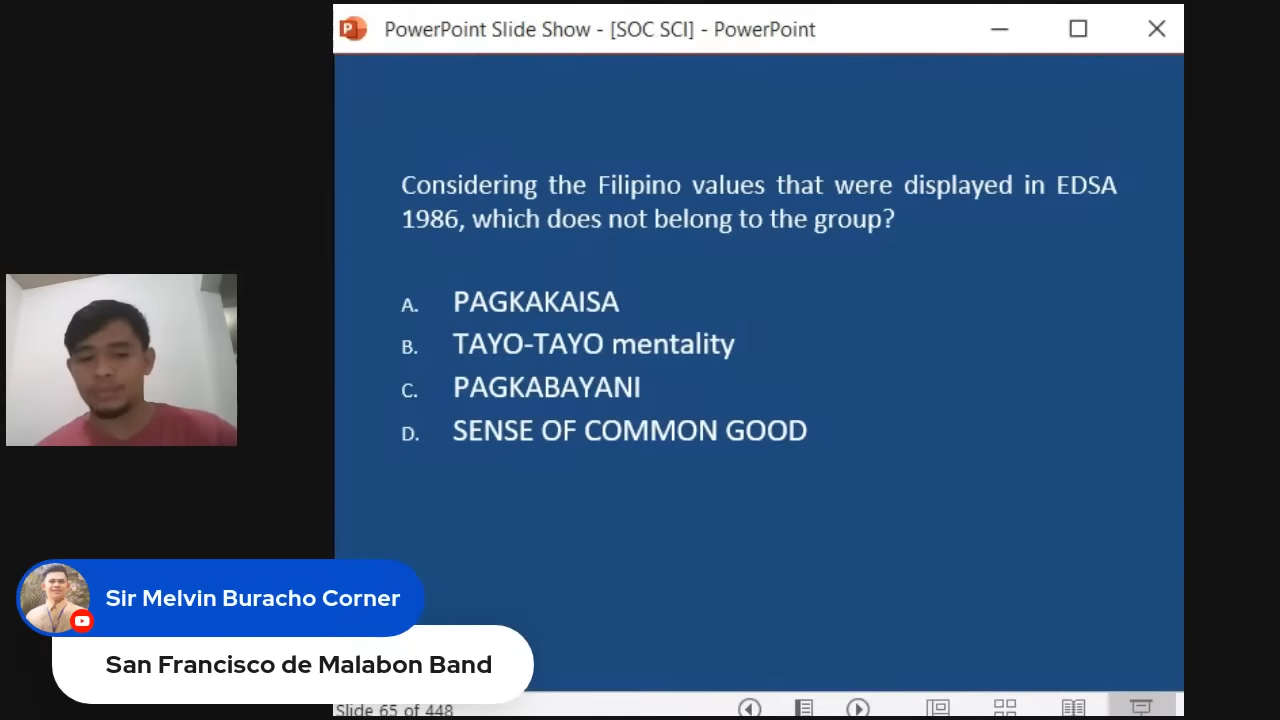 PowerPoint Slide Show - [SOC SCI] - PowerPoint
Considering the Filipino values that were displayed in EDSA
1986, which does not belong to the group?
A. PAGKAKAISA
B. TAYO-TAYO mentality
C. PAGKABAYANI
D. SENSE OF COMMON GOOD
Sir Melvin Buracho Corner
San Francisco de Malabon Band
Slide 65 of 448